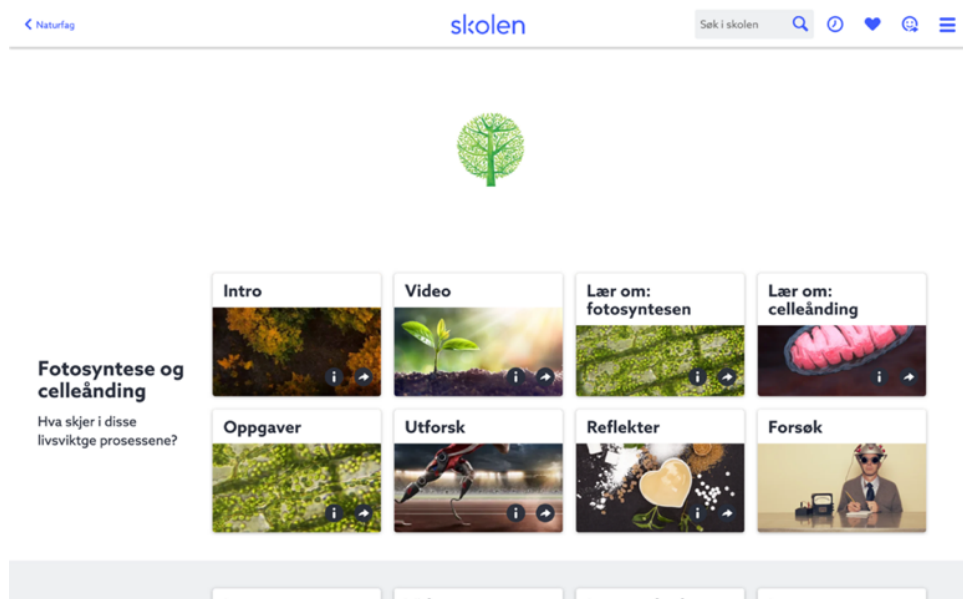 Naturfag
skolen
Søk i skolen
Intro
Video
Lær om:
fotosyntesen
Lær om:
celleånding
Fotosyntese og
celleånding
Hva skjer i disse
livsviktge prosessene?
Oppgaver
Utforsk
Reflekter
Forsøk